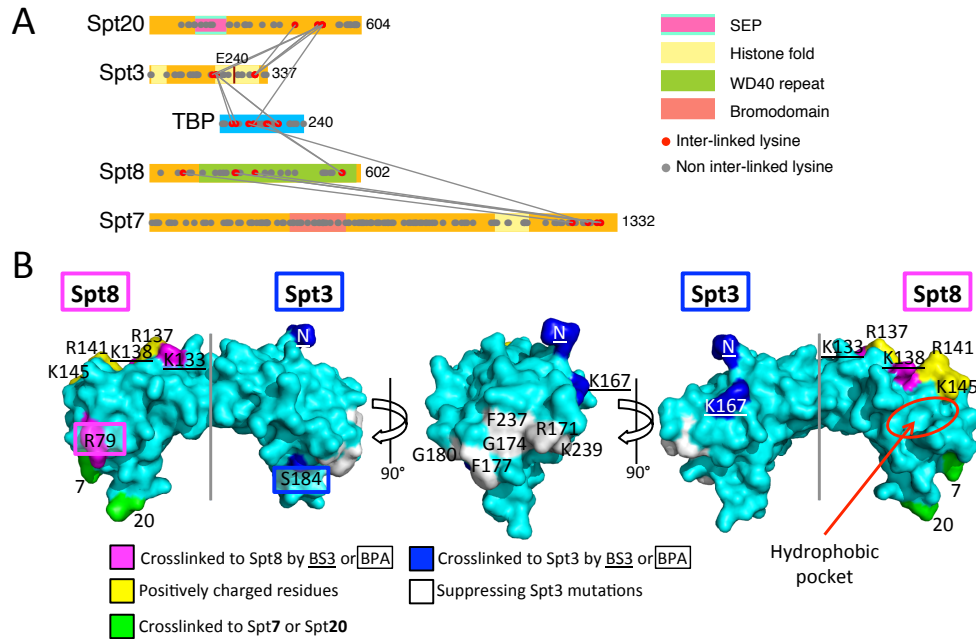 A
Spt20 604
SEP
E240
Histone fold
Spt3 337
WD40 repeat
Bromodomain
TBP 240
Inter-linked lysine
Non inter-linked lysine
Spt8 602
Spt7 1332
B
Spt8 Spt3 Spt3 Spt8
R137
R141 K138 K133
K145
N
R79
S184
7
20
90°
K167
F237
R171
G174
G180 F177 K239
90°
N
K167
K133 R137
K138 R141
K145
7
20
Hydrophobic
pocket
Crosslinked to Spt8 by BS3 or BPA
Crosslinked to Spt3 by BS3 or BPA
Positively charged residues
Suppressing Spt3 mutations
Crosslinked to Spt7 or Spt20